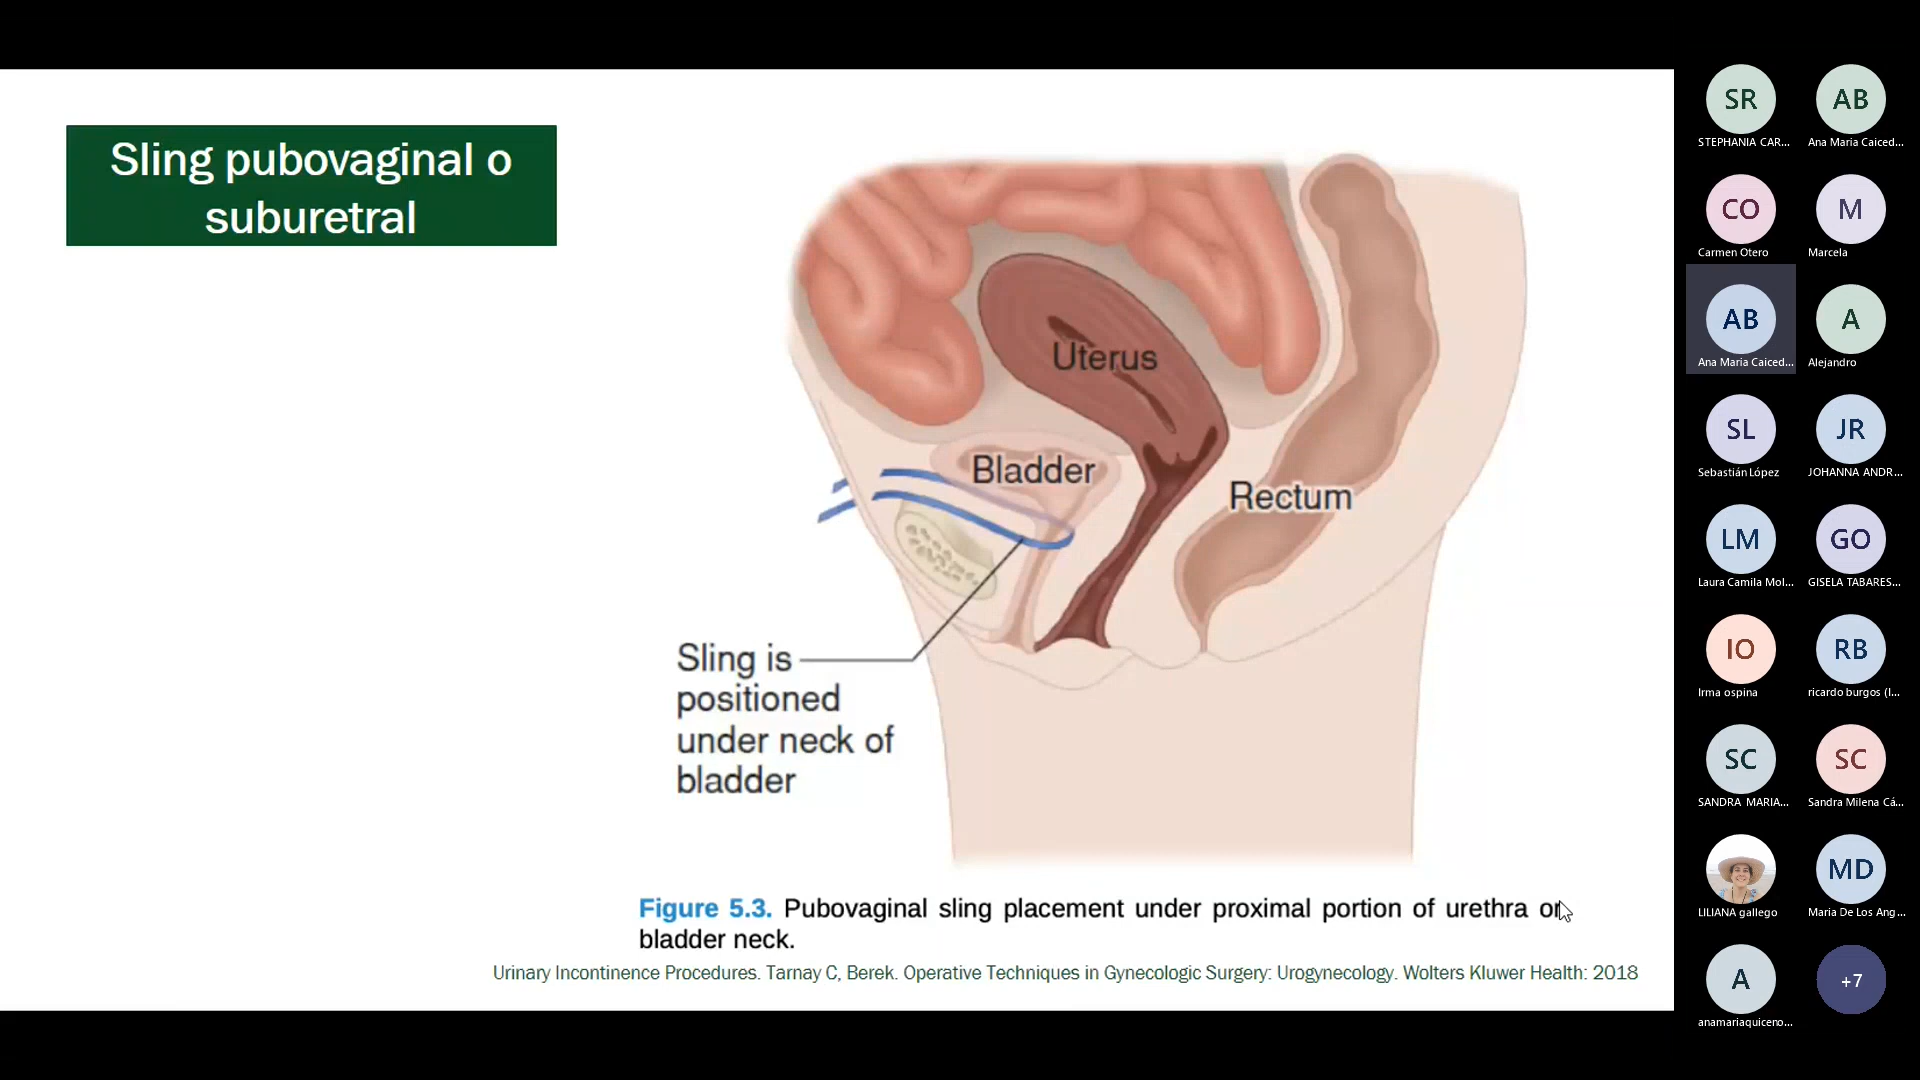 Sling pubovaginal o
suburetral
Uterus
Bladder
Rectum
Sling is
positioned
under neck of
bladder
Figure 5.3. Pubovaginal sling placement under proximal portion of urethra or
bladder neck.
Urinary Incontinence Procedures. Tarnay C, Berek. Operative Techniques in Gynecologic Surgery: Urogynecology. Wolters Kluwer Health: 2018
SR
STEPHANIA CAR...
AB
Ana Maria Caiced...
CO
Carmen Otero
M
Marcela
AB
Ana Maria Caiced...
A
Alejandro
SL
Sebastián López
JR
JOHANNA ANDR...
LM
Laura Camila Mol...
GO
GISELA TABARES...
IO
Irma ospina
RB
ricardo burgos (I...
SC
SANDRA MARIA...
SC
Sandra Milena Cá...
LILIANA gallego
MD
Maria De Los Ang...
A
anamariaquiceno...
+7